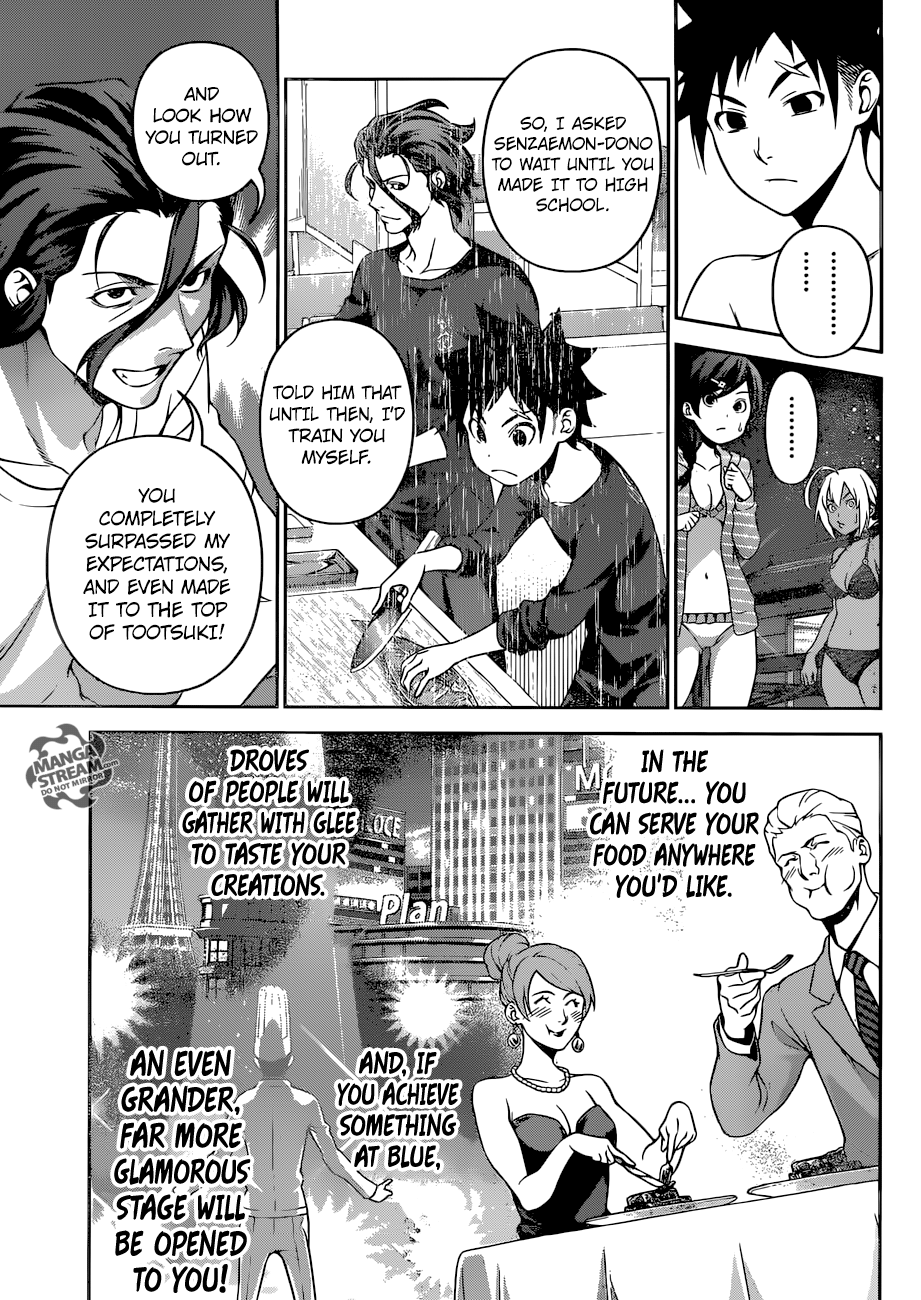 .........
.........
SO, I ASKED
SENZAEMON-DONO
TO WAIT UNTIL YOU
MADE IT TO HIGH
SCHOOL.
TOLD HIM THAT
UNTIL THEN, I'D
TRAIN YOU
MYSELF.
AND
LOOK HOW
YOU TURNED
OUT.
YOU
COMPLETELY
SURPASSED MY
EXPECTATIONS,
AND EVEN MADE
IT TO THE TOP
OF TOOTSUKI!
MANGA
STREAM.com
DO NOT MIRROR
IN THE
FUTURE... YOU
CAN SERVE YOUR
FOOD ANYWHERE
YOU'D LIKE.
M
DROVES
OF PEOPLE WILL
GATHER WITH GLEE
TO TASTE YOUR
CREATIONS.
OCE
Plan
AND, IF
YOU ACHIEVE
SOMETHING
AT BLUE,
AN EVEN
GRANDER,
FAR MORE
GLAMOROUS
STAGE WILL
BE OPENED
TO YOU!